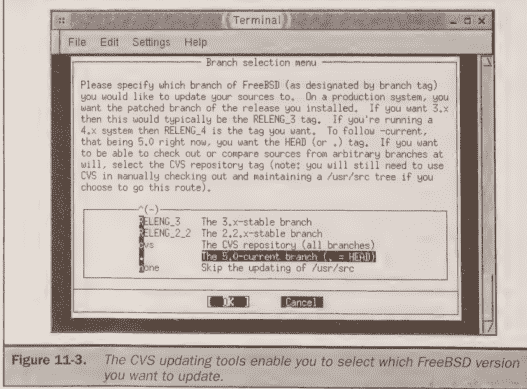 Terminal
File Edit Settings Help
Branch selection menu
Please specify which branch of FreeBSD (as designated by branch tag)
you would like to update your sources to. On a production system, you
want the patched branch of the release you installed. If you want 3.x
then this would typically be the RELENG_3 tag. If you're running a
4.x system then RELENG_4 is the tag you want. To follow -current,
that being 5.0 right now, you want the HEAD (or .) tag. If you want
to be able to check out or compare sources from arbitrary branches at
will, select the CVS repository tag (note: you will still need to use
CVS in manually checking out and maintaining a /usr/src tree if you
choose to go this route).
^(-)
RELENG_3 The 3.x-stable branch
RELENG_2_2 The 2.2.x-stable branch
cvs The CVS repository (all branches)
. The 5.0-current branch (. = HEAD)
none Skip the updating of /usr/src
[ OK ] Cancel
Figure 11-3. The CVS updating tools enable you to select which FreeBSD version
you want to update.